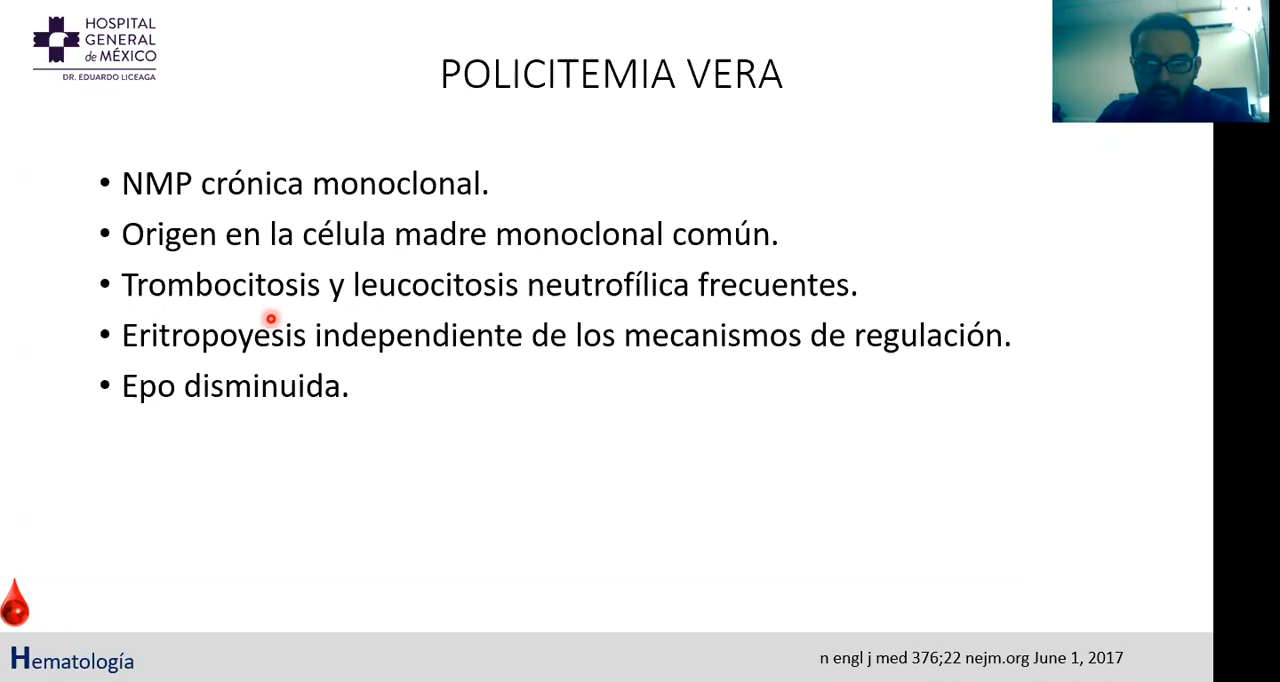 HOSPITAL
GENERAL
de MÉXICO
DR. EDUARDO LICEAGA
POLICITEMIA VERA
• NMP crónica monoclonal.
• Origen en la célula madre monoclonal común.
• Trombocitosis y leucocitosis neutrofílica frecuentes.
• Eritropoyesis independiente de los mecanismos de regulación.
• Epo disminuida.
Hematología
n engl j med 376;22 nejm.org June 1, 2017